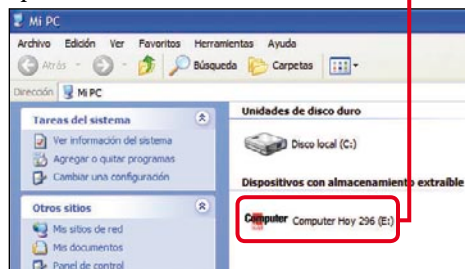 Mi PC
Archivo Edición Ver Favoritos Herramientas Ayuda
Atrás Búsqueda Carpetas
Dirección Mi PC
Tareas del sistema
Ver información del sistema
Agregar o quitar programas
Cambiar una configuración
Otros sitios
Mis sitios de red
Mis documentos
Panel de control
Unidades de disco duro
Disco local (C:)
Dispositivos con almacenamiento extraíble
Computer Computer Hoy 296 (E:)